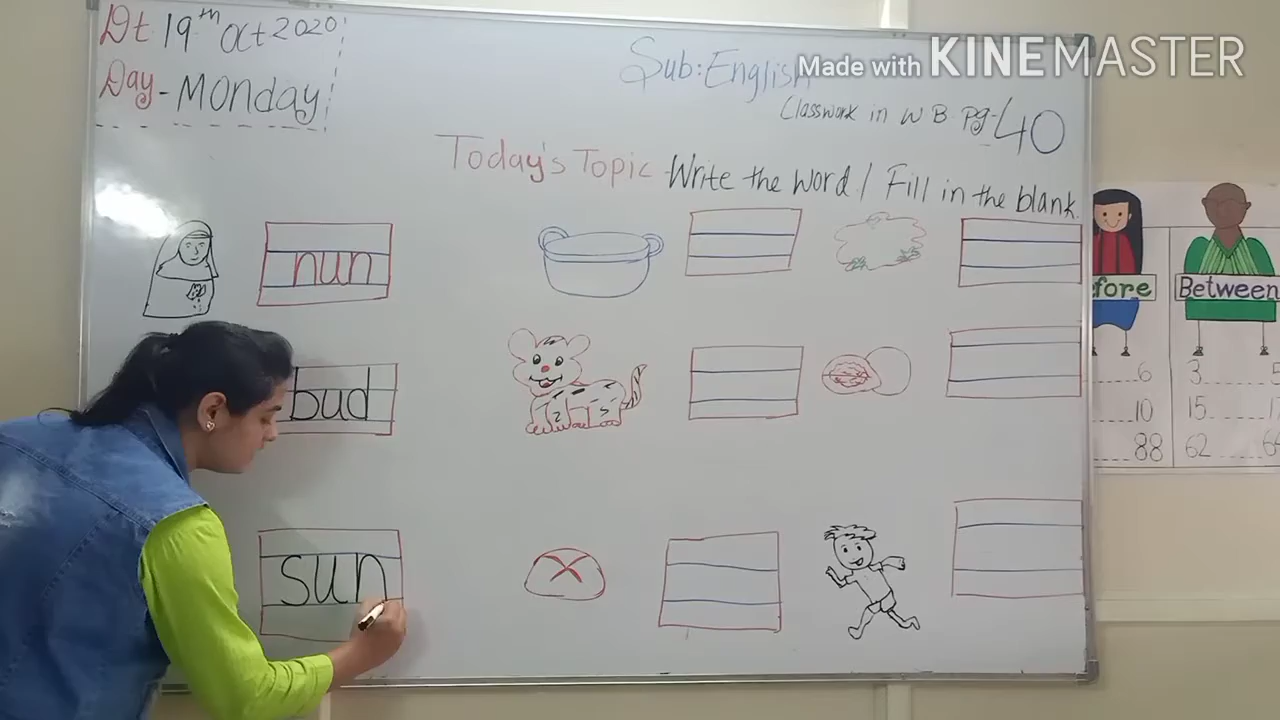 Dt 19th Oct 2020
Day - Monday
Sub: English
Made with KINEMASTER
Classwork in W B Pg - 40
Today's Topic - Write the word / Fill in the blank.
nun
bud
sun
fore
Between
6
10
88
3
15
62